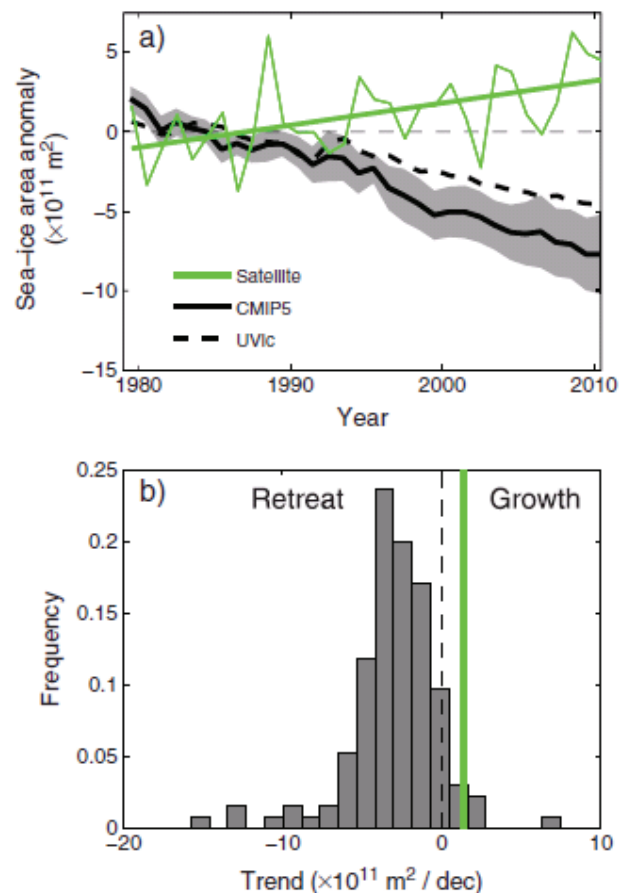 a)
Sea-ice area anomaly
(×10¹¹ m²)
5
0
−5
−10
−15
Satellite
CMIP5
UVic
1980
1990
2000
2010
Year
b)
Retreat
Growth
Frequency
0.25
0.2
0.15
0.1
0.05
0
−20
−10
0
10
Trend (×10¹¹ m² / dec)